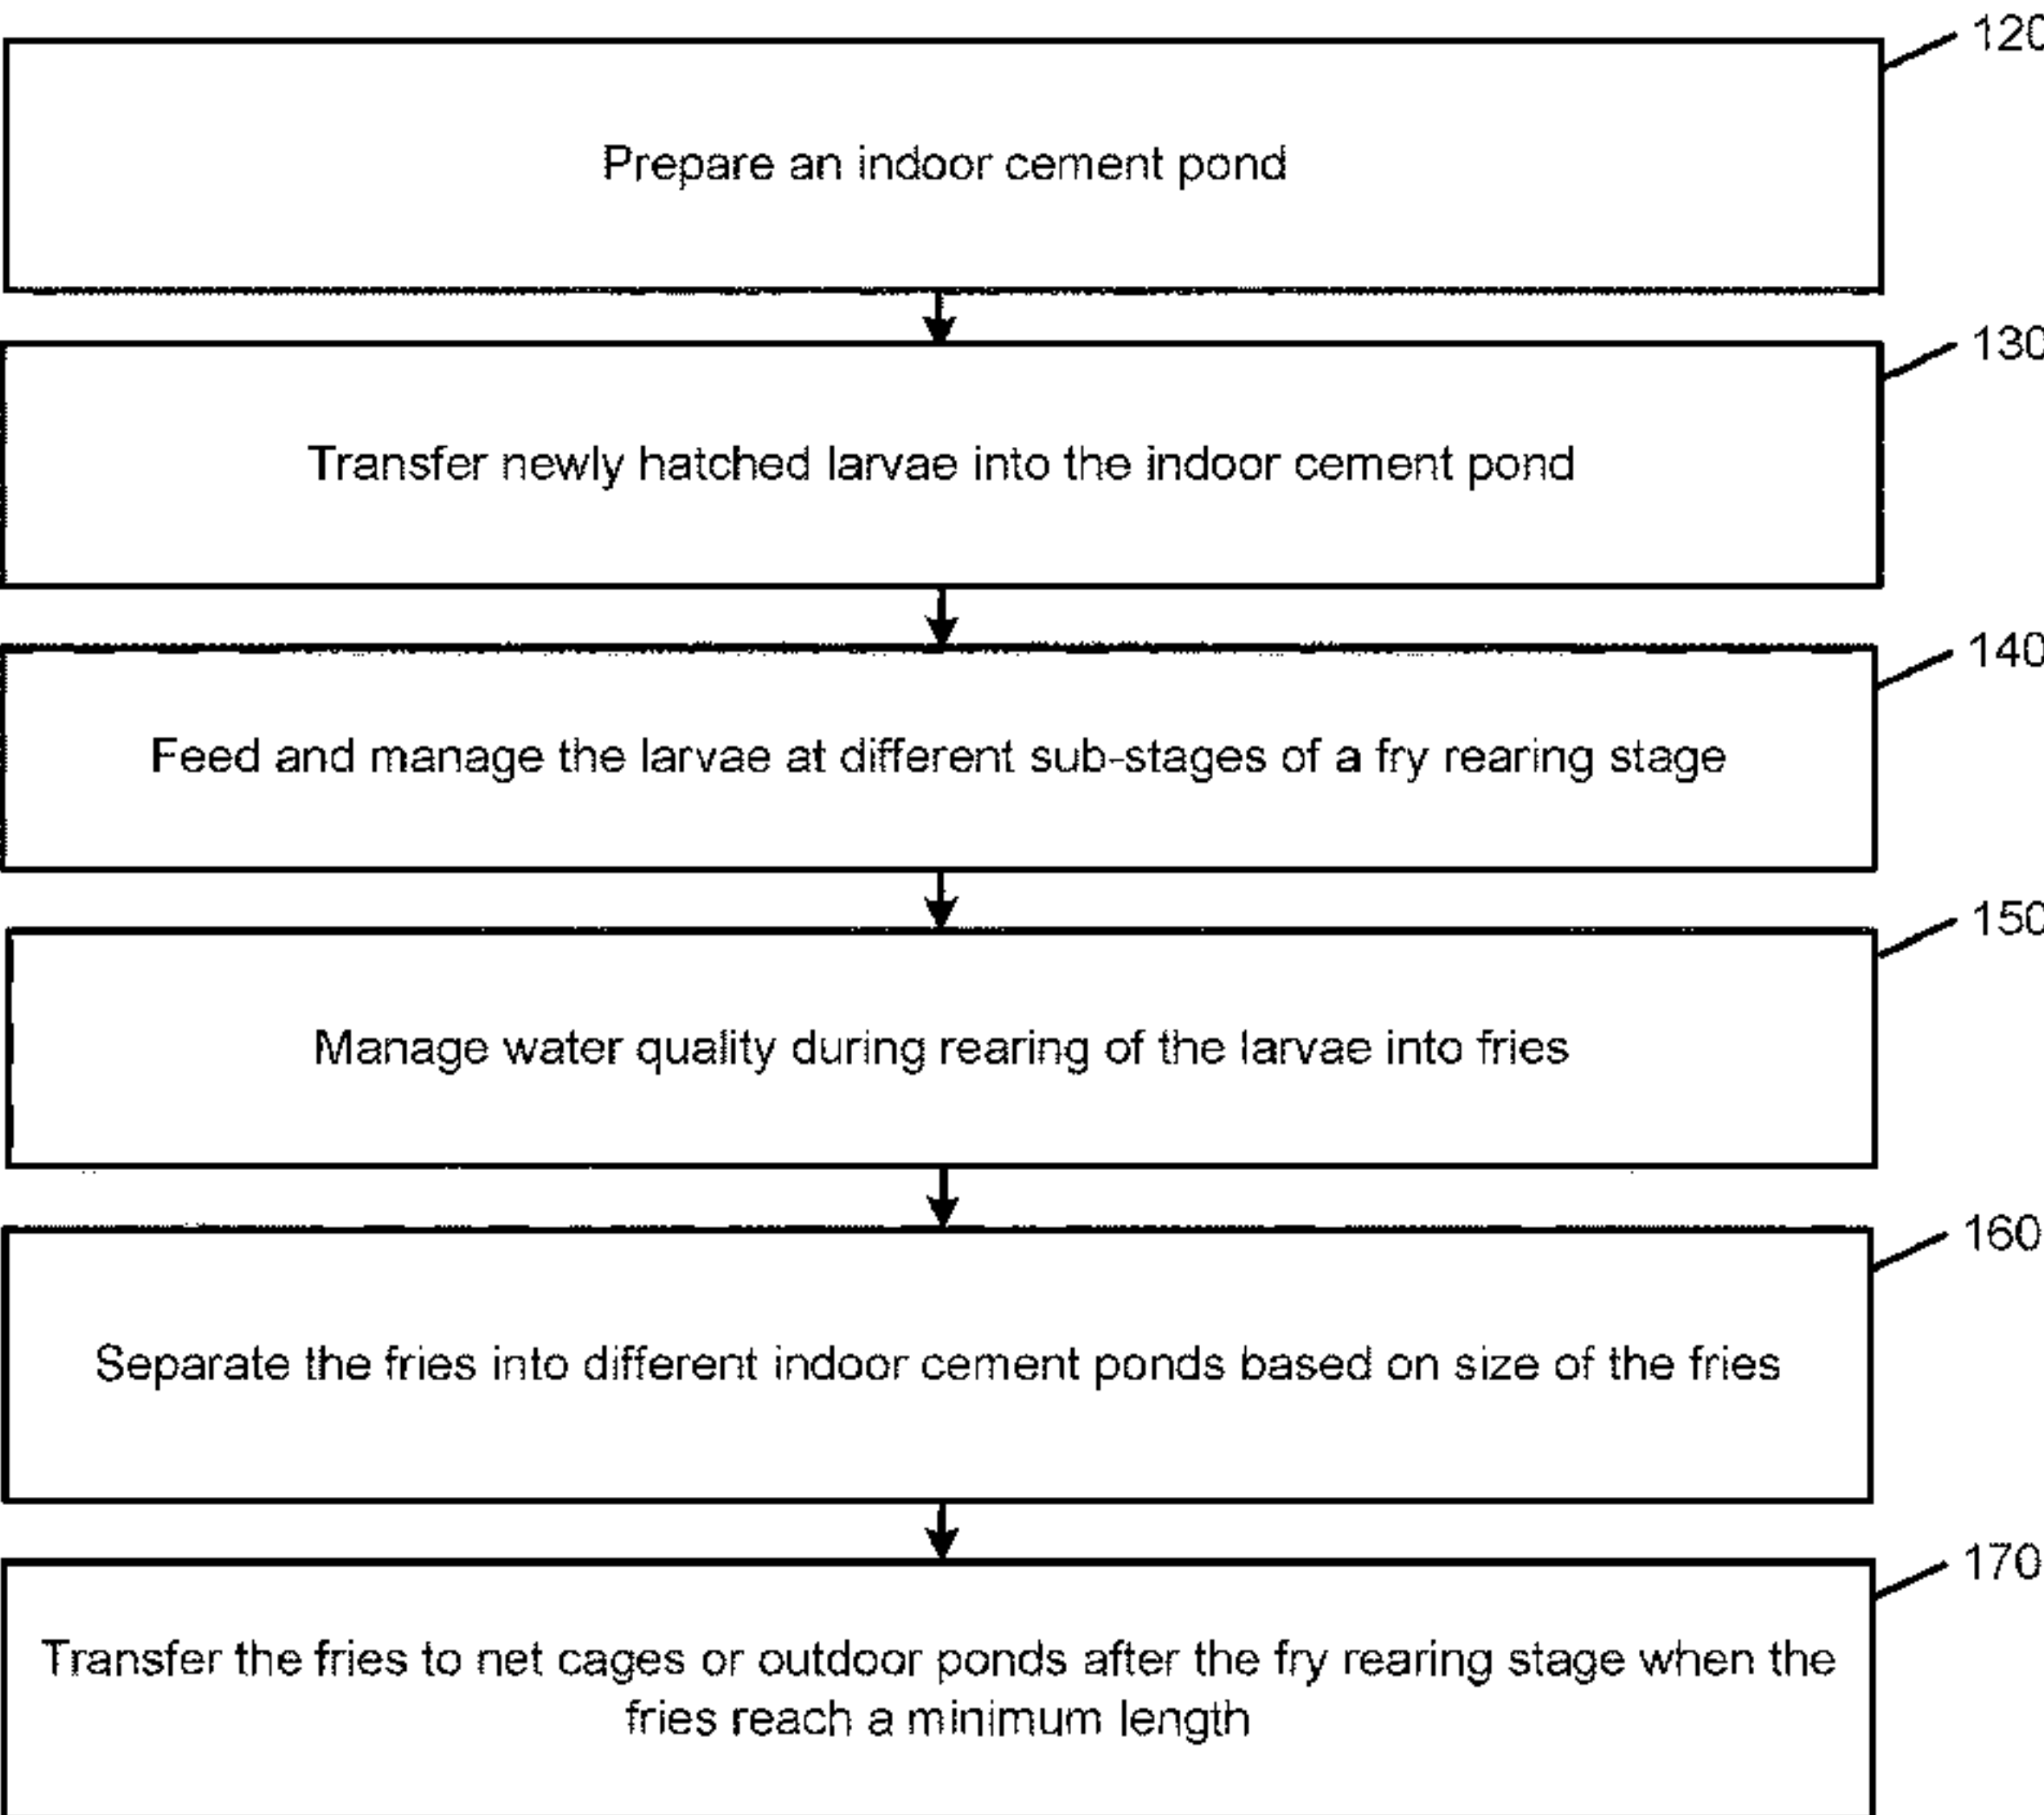 120
Prepare an indoor cement pond
130
Transfer newly hatched larvae into the indoor cement pond
140
Feed and manage the larvae at different sub-stages of a fry rearing stage
150
Manage water quality during rearing of the larvae into fries
160
Separate the fries into different indoor cement ponds based on size of the fries
170
Transfer the fries to net cages or outdoor ponds after the fry rearing stage when the
fries reach a minimum length